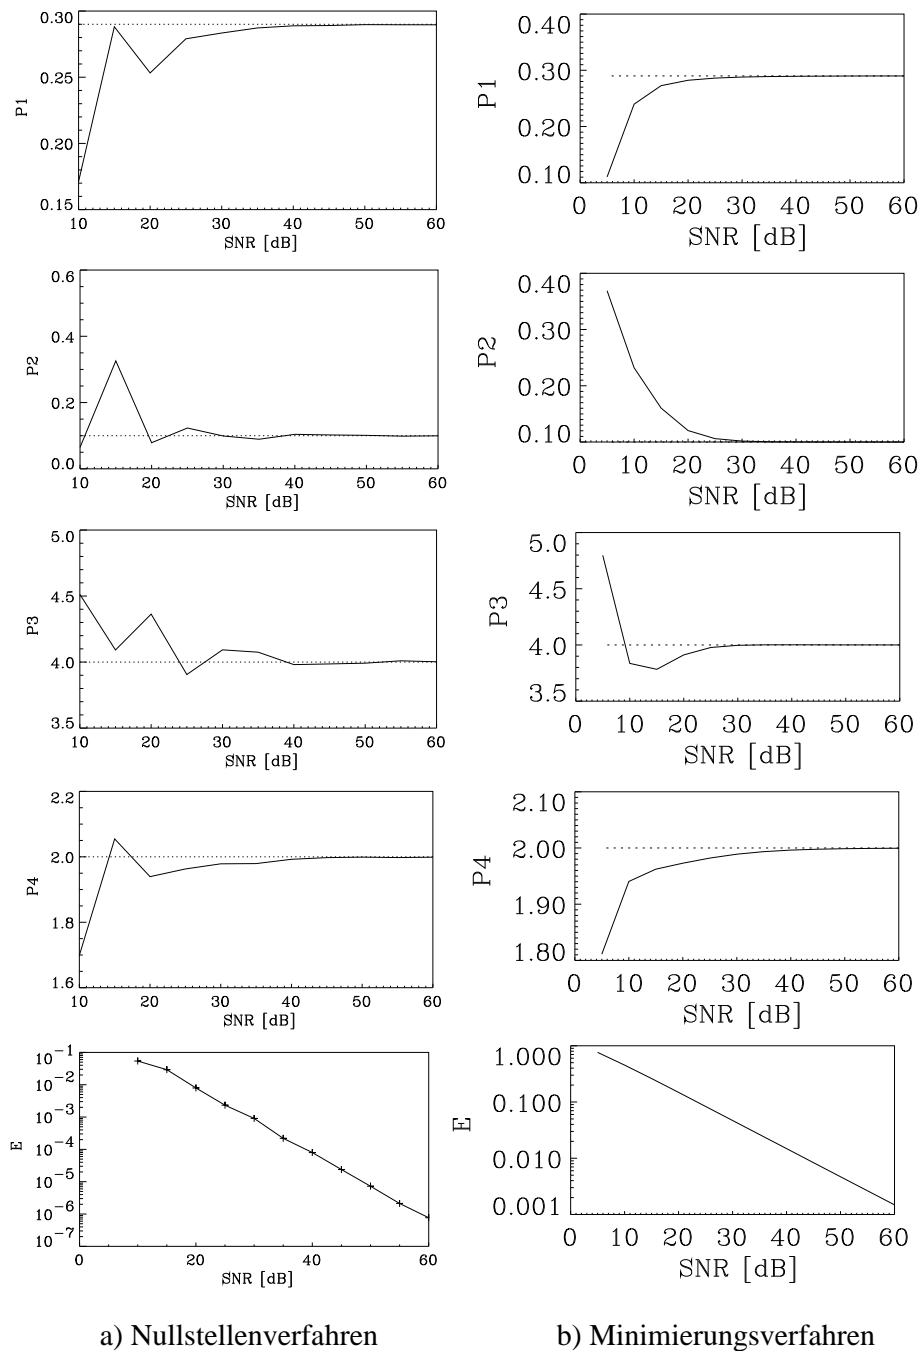 0.30
0.25
0.20
0.15
P1
10 20 30 40 50 60
SNR [dB]
0.40
0.30
0.20
0.10
P1
0 10 20 30 40 50 60
SNR [dB]
0.6
0.4
0.2
0.0
P2
10 20 30 40 50 60
SNR [dB]
0.40
0.30
0.20
0.10
P2
0 10 20 30 40 50 60
SNR [dB]
5.0
4.5
4.0
3.5
P3
10 20 30 40 50 60
SNR [dB]
5.0
4.5
4.0
3.5
P3
0 10 20 30 40 50 60
SNR [dB]
2.2
2.0
1.8
1.6
P4
10 20 30 40 50 60
SNR [dB]
2.10
2.00
1.90
1.80
P4
0 10 20 30 40 50 60
SNR [dB]
10⁻¹
10⁻²
10⁻³
10⁻⁴
10⁻⁵
10⁻⁶
10⁻⁷
E
0 20 40 60
SNR [dB]
1.000
0.100
0.010
0.001
E
0 10 20 30 40 50 60
SNR [dB]
a) Nullstellenverfahren
b) Minimierungsverfahren